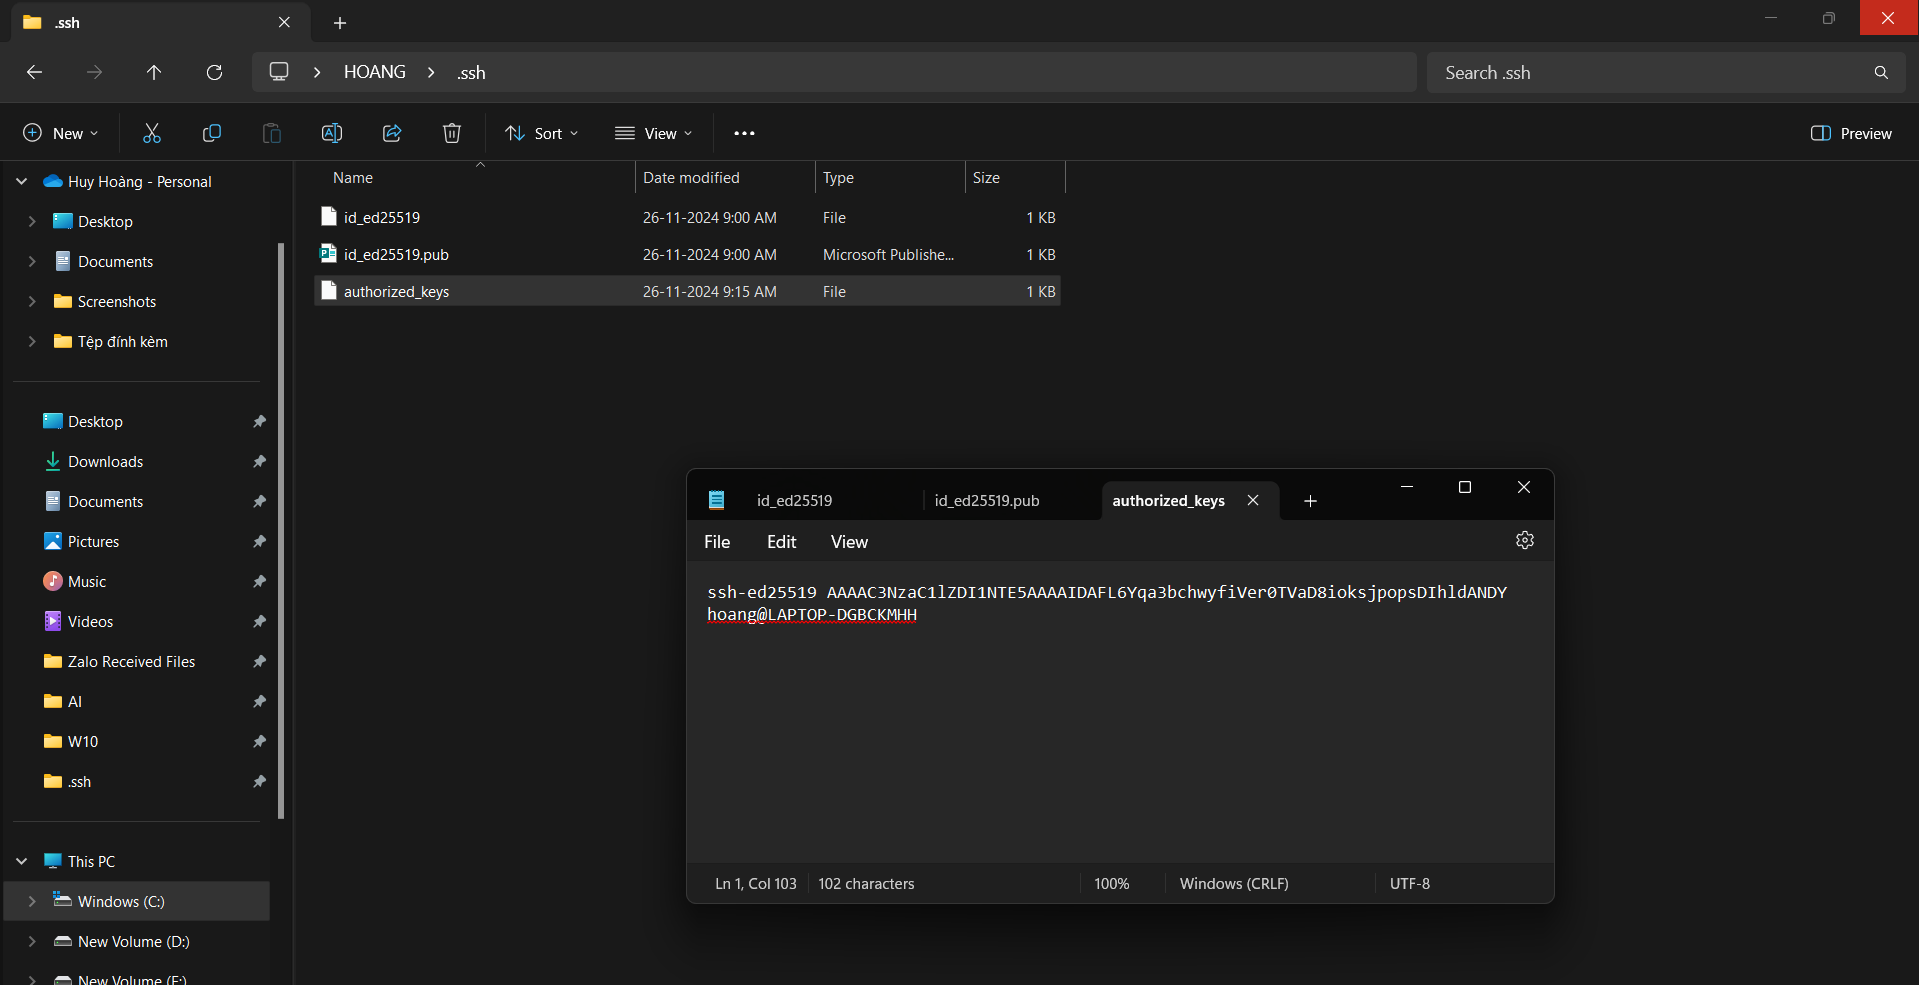 .ssh
HOANG > .ssh
Search .ssh
New
Sort
View
Preview
Huy Hoàng - Personal
Desktop
Documents
Screenshots
Tệp đính kèm
Desktop
Downloads
Documents
Pictures
Music
Videos
Zalo Received Files
AI
W10
.ssh
This PC
Windows (C:)
New Volume (D:)
New Volume (E:)
Name Date modified Type Size
id_ed25519 26-11-2024 9:00 AM File 1 KB
id_ed25519.pub 26-11-2024 9:00 AM Microsoft Publishe... 1 KB
authorized_keys 26-11-2024 9:15 AM File 1 KB
id_ed25519 id_ed25519.pub authorized_keys
File Edit View
ssh-ed25519 AAAAC3NzaC1lZDI1NTE5AAAAIDAFL6Yqa3bchwyfiVer0TVaD8ioksjpopsDIhldANDY
hoang@LAPTOP-DGBCKMHH
Ln 1, Col 103 102 characters 100% Windows (CRLF) UTF-8